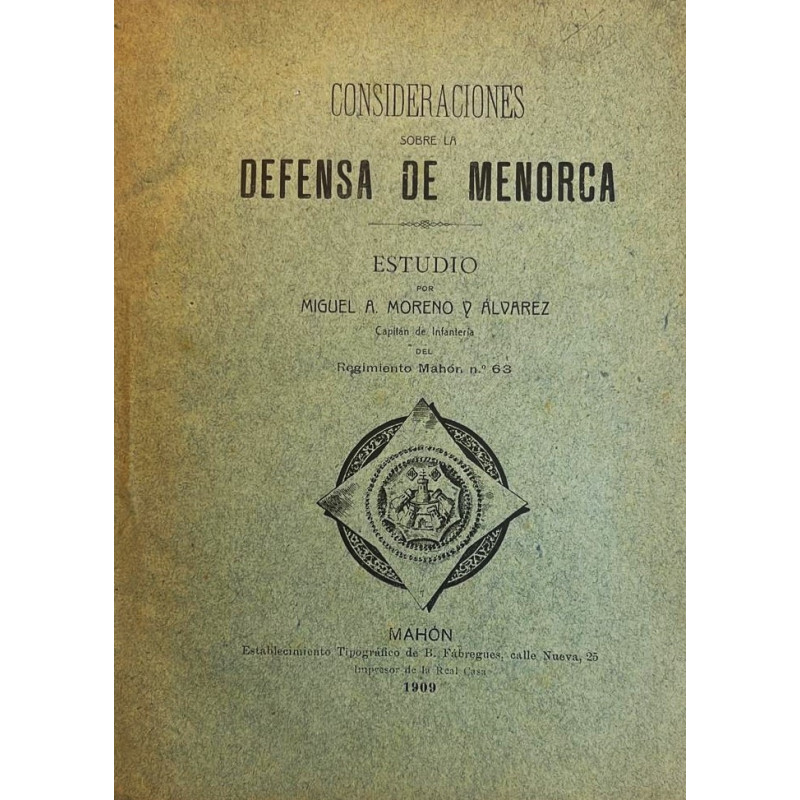 CONSIDERACIONES
SOBRE LA
DEFENSA DE MENORCA
ESTUDIO
POR
MIGUEL A. MORENO Y ÁLVAREZ
Capitán de Infantería
DEL
Regimiento Mahón n.º 63
MAHÓN
Establecimiento Tipográfico de B. Fábregues, calle Nueva, 25
Impresor de la Real Casa
1909